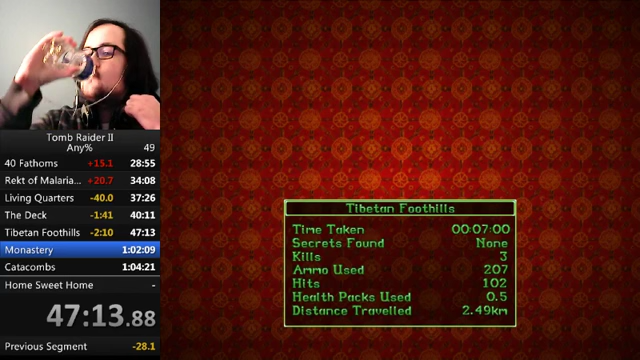 Tomb Raider II
Any% 49
40 Fathoms +15.1 28:55
Rekt of Malaria... +20.7 34:08
Living Quarters -40.0 37:26
The Deck -1:41 40:11
Tibetan Foothills -2:10 47:13
Monastery 1:02:09
Catacombs 1:04:21
Home Sweet Home -
47:13.88
Previous Segment -28.1
Tibetan Foothills
Time Taken 00:07:00
Secrets Found None
Kills 3
Ammo Used 207
Hits 102
Health Packs Used 0.5
Distance Travelled 2.49km